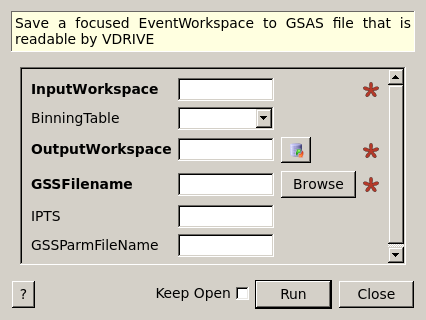 Save a focused EventWorkspace to GSAS file that is
readable by VDRIVE
InputWorkspace
BinningTable
OutputWorkspace
GSSFilename Browse
IPTS
GSSParmFileName
? Keep Open Run Close